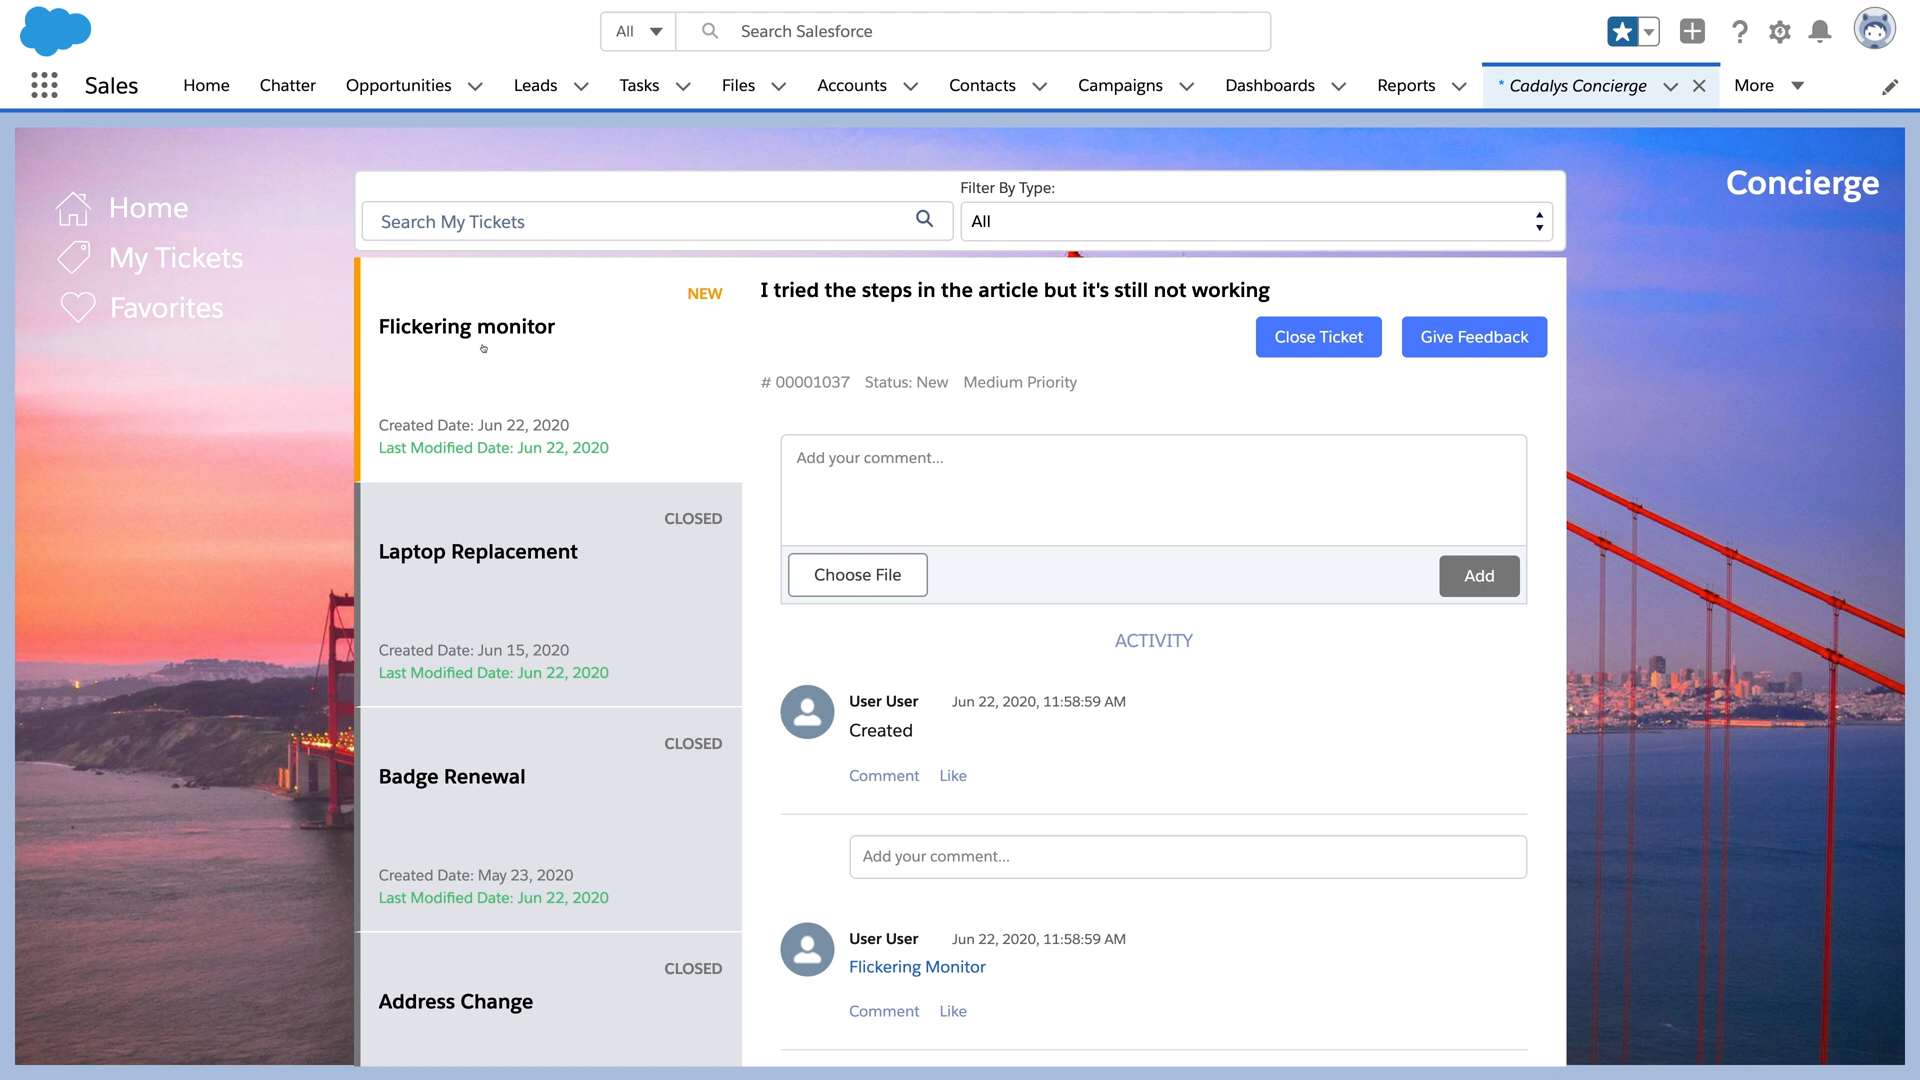 All
Search Salesforce
Sales
Home
Chatter
Opportunities
Leads
Tasks
Files
Accounts
Contacts
Campaigns
Dashboards
Reports
* Cadalys Concierge
More
Home
My Tickets
Favorites
Concierge
Search My Tickets
Filter By Type:
All
NEW
Flickering monitor
Created Date: Jun 22, 2020
Last Modified Date: Jun 22, 2020
CLOSED
Laptop Replacement
Created Date: Jun 15, 2020
Last Modified Date: Jun 22, 2020
CLOSED
Badge Renewal
Created Date: May 23, 2020
Last Modified Date: Jun 22, 2020
CLOSED
Address Change
I tried the steps in the article but it's still not working
Close Ticket
Give Feedback
# 00001037 Status: New Medium Priority
Add your comment...
Choose File
Add
ACTIVITY
User User Jun 22, 2020, 11:58:59 AM
Created
Comment Like
Add your comment...
User User Jun 22, 2020, 11:58:59 AM
Flickering Monitor
Comment Like